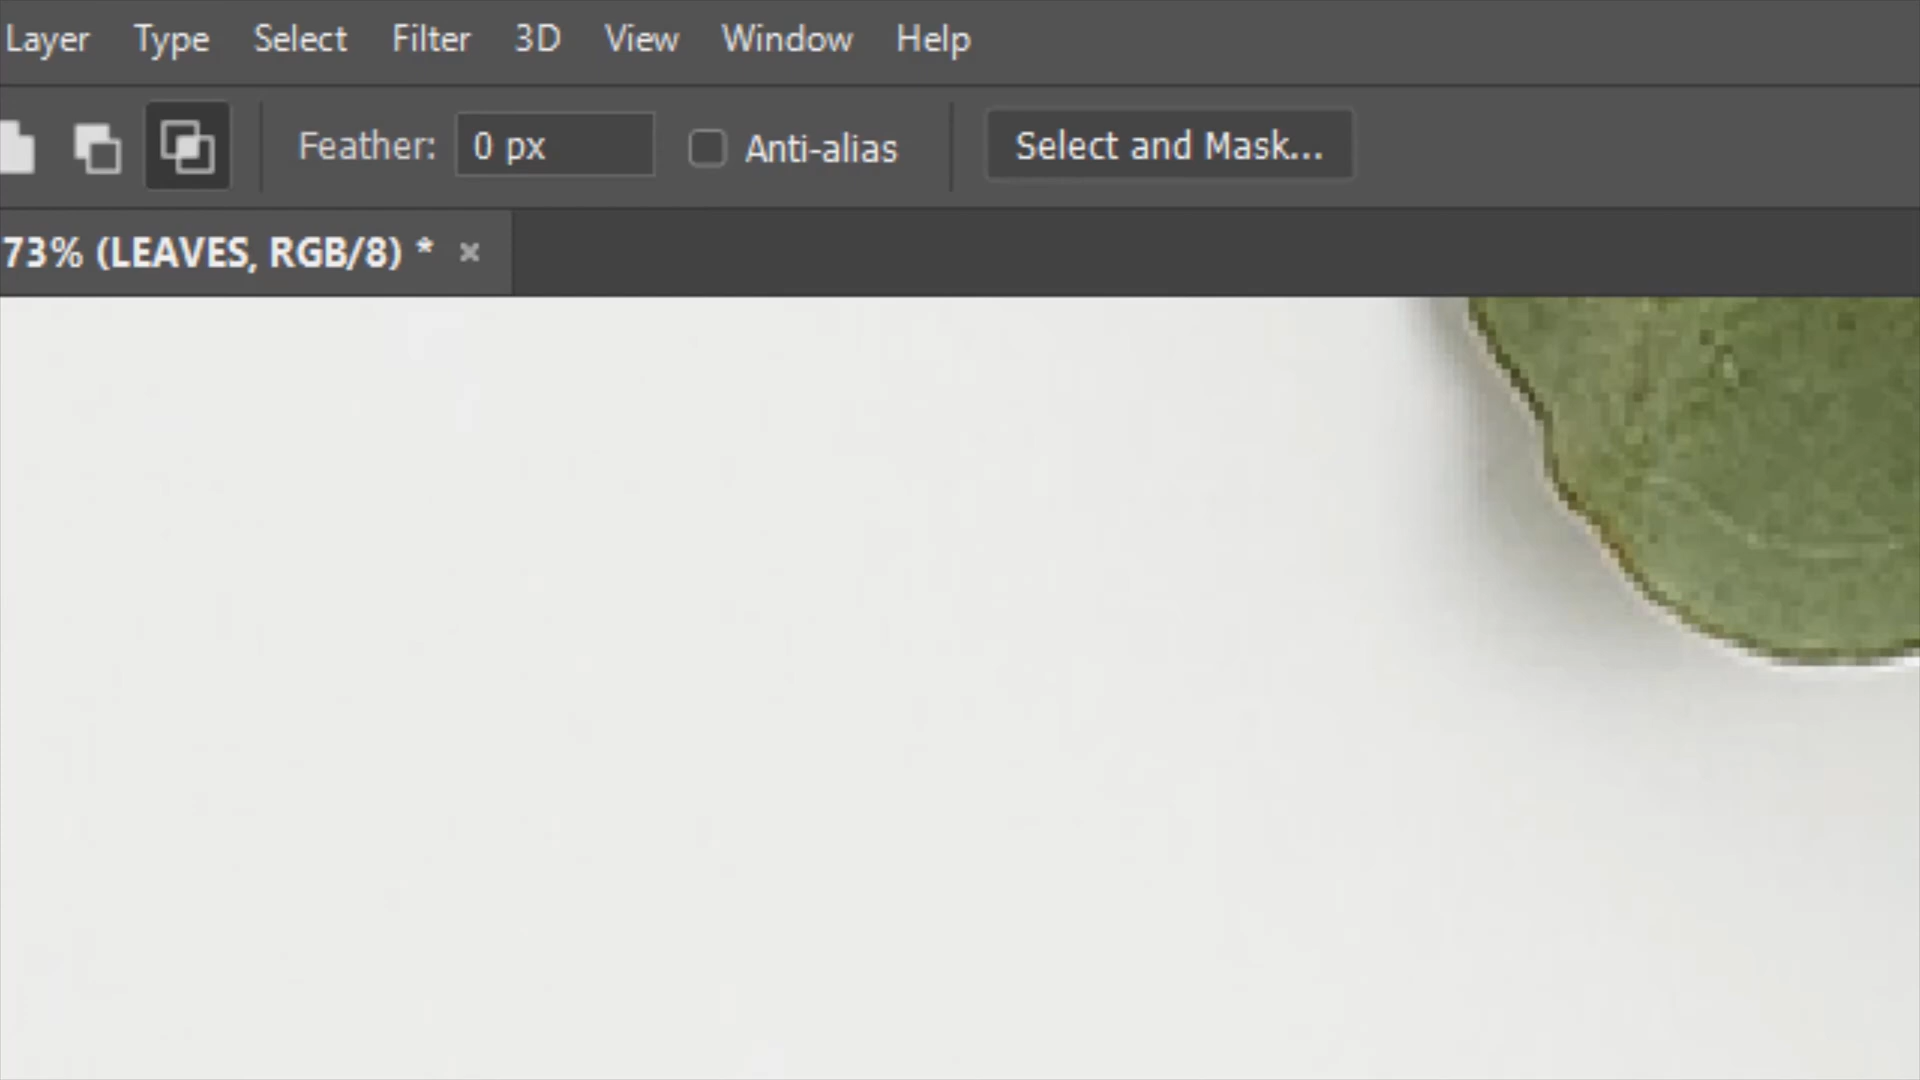 Layer Type Select Filter 3D View Window Help
Feather: 0 px Anti-alias Select and Mask...
73% (LEAVES, RGB/8) * ×